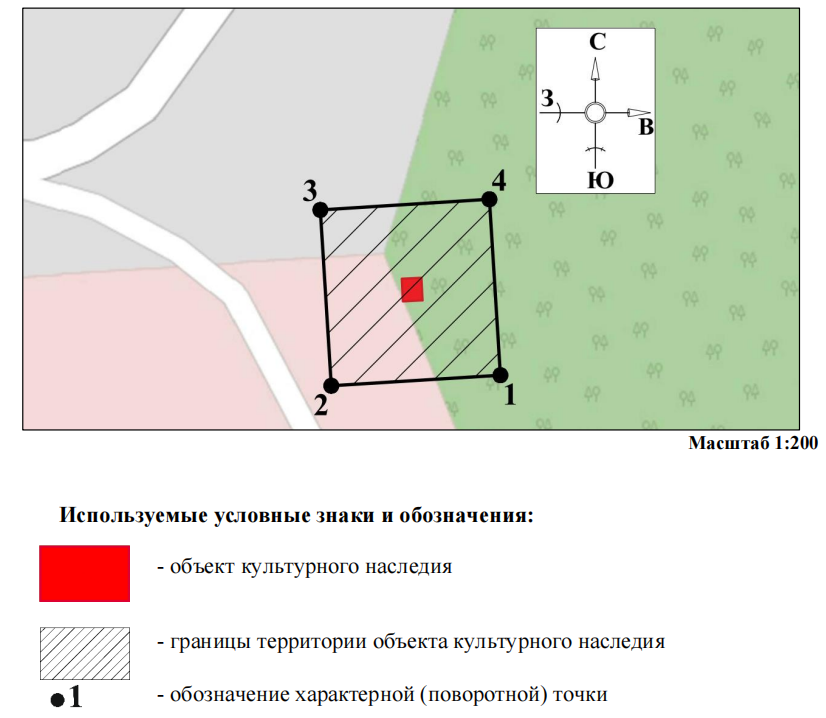 С
З
В
Ю
3
4
2
1
Масштаб 1:200
Используемые условные знаки и обозначения:
- объект культурного наследия
- границы территории объекта культурного наследия
1 - обозначение характерной (поворотной) точки